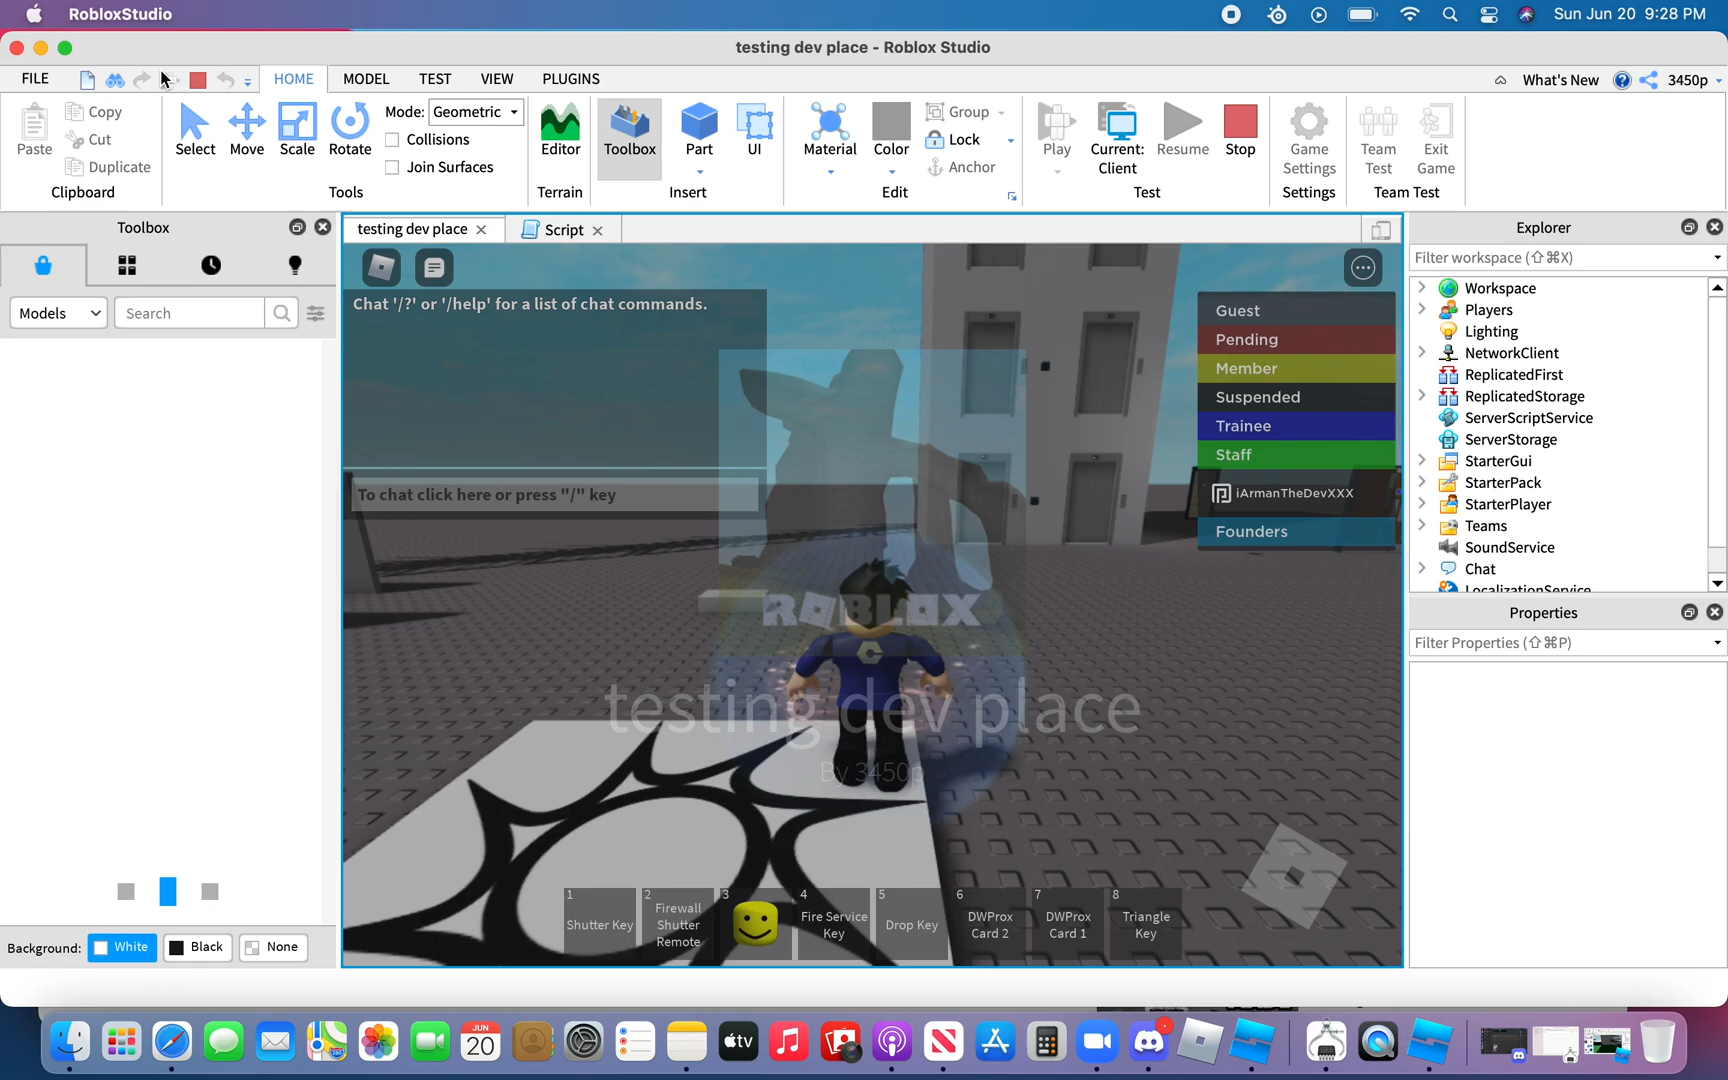 RobloxStudio
Sun Jun 20 9:28 PM
testing dev place - Roblox Studio
FILE
HOME
MODEL
TEST
VIEW
PLUGINS
What's New
3450p
Paste
Copy
Cut
Duplicate
Clipboard
Select
Move
Scale
Rotate
Mode: Geometric
Collisions
Join Surfaces
Tools
Editor
Terrain
Toolbox
Part
UI
Insert
Material
Color
Group
Lock
Anchor
Edit
Play
Current:
Client
Resume
Stop
Test
Game
Settings
Settings
Team
Test
Exit
Game
Team Test
Toolbox
Models
Search
Background:
White
Black
None
testing dev place
Script
Chat '/?' or '/help' for a list of chat commands.
To chat click here or press "/" key
Guest
Pending
Member
Suspended
Trainee
Staff
iArmanTheDevXXX
Founders
ROBLOX
testing dev place
By 3450p
1
Shutter Key
2
Firewall
Shutter
Remote
3
4
Fire Service
Key
5
Drop Key
6
DWProx
Card 2
7
DWProx
Card 1
8
Triangle
Key
Explorer
Filter workspace (⇧⌘X)
Workspace
Players
Lighting
NetworkClient
ReplicatedFirst
ReplicatedStorage
ServerScriptService
ServerStorage
StarterGui
StarterPack
StarterPlayer
Teams
SoundService
Chat
LocalizationService
Properties
Filter Properties (⇧⌘P)
JUN
20
tv